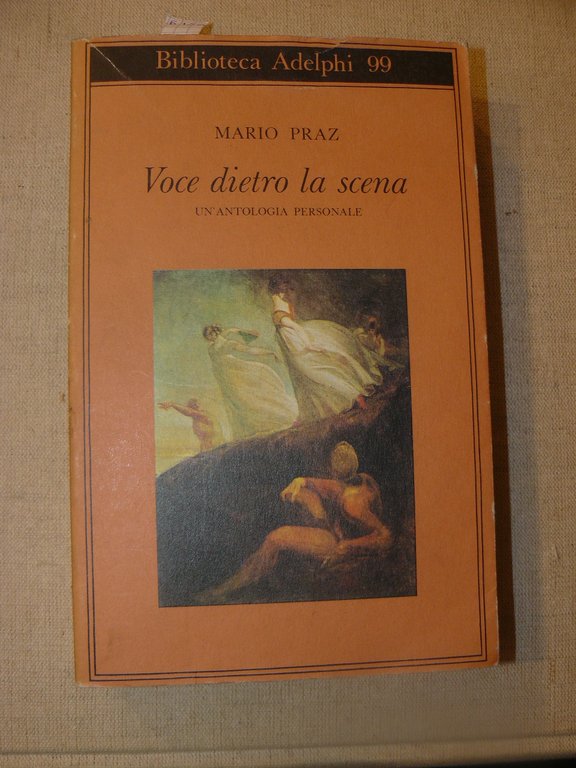 Biblioteca Adelphi 99
MARIO PRAZ
Voce dietro la scena
UN'ANTOLOGIA PERSONALE